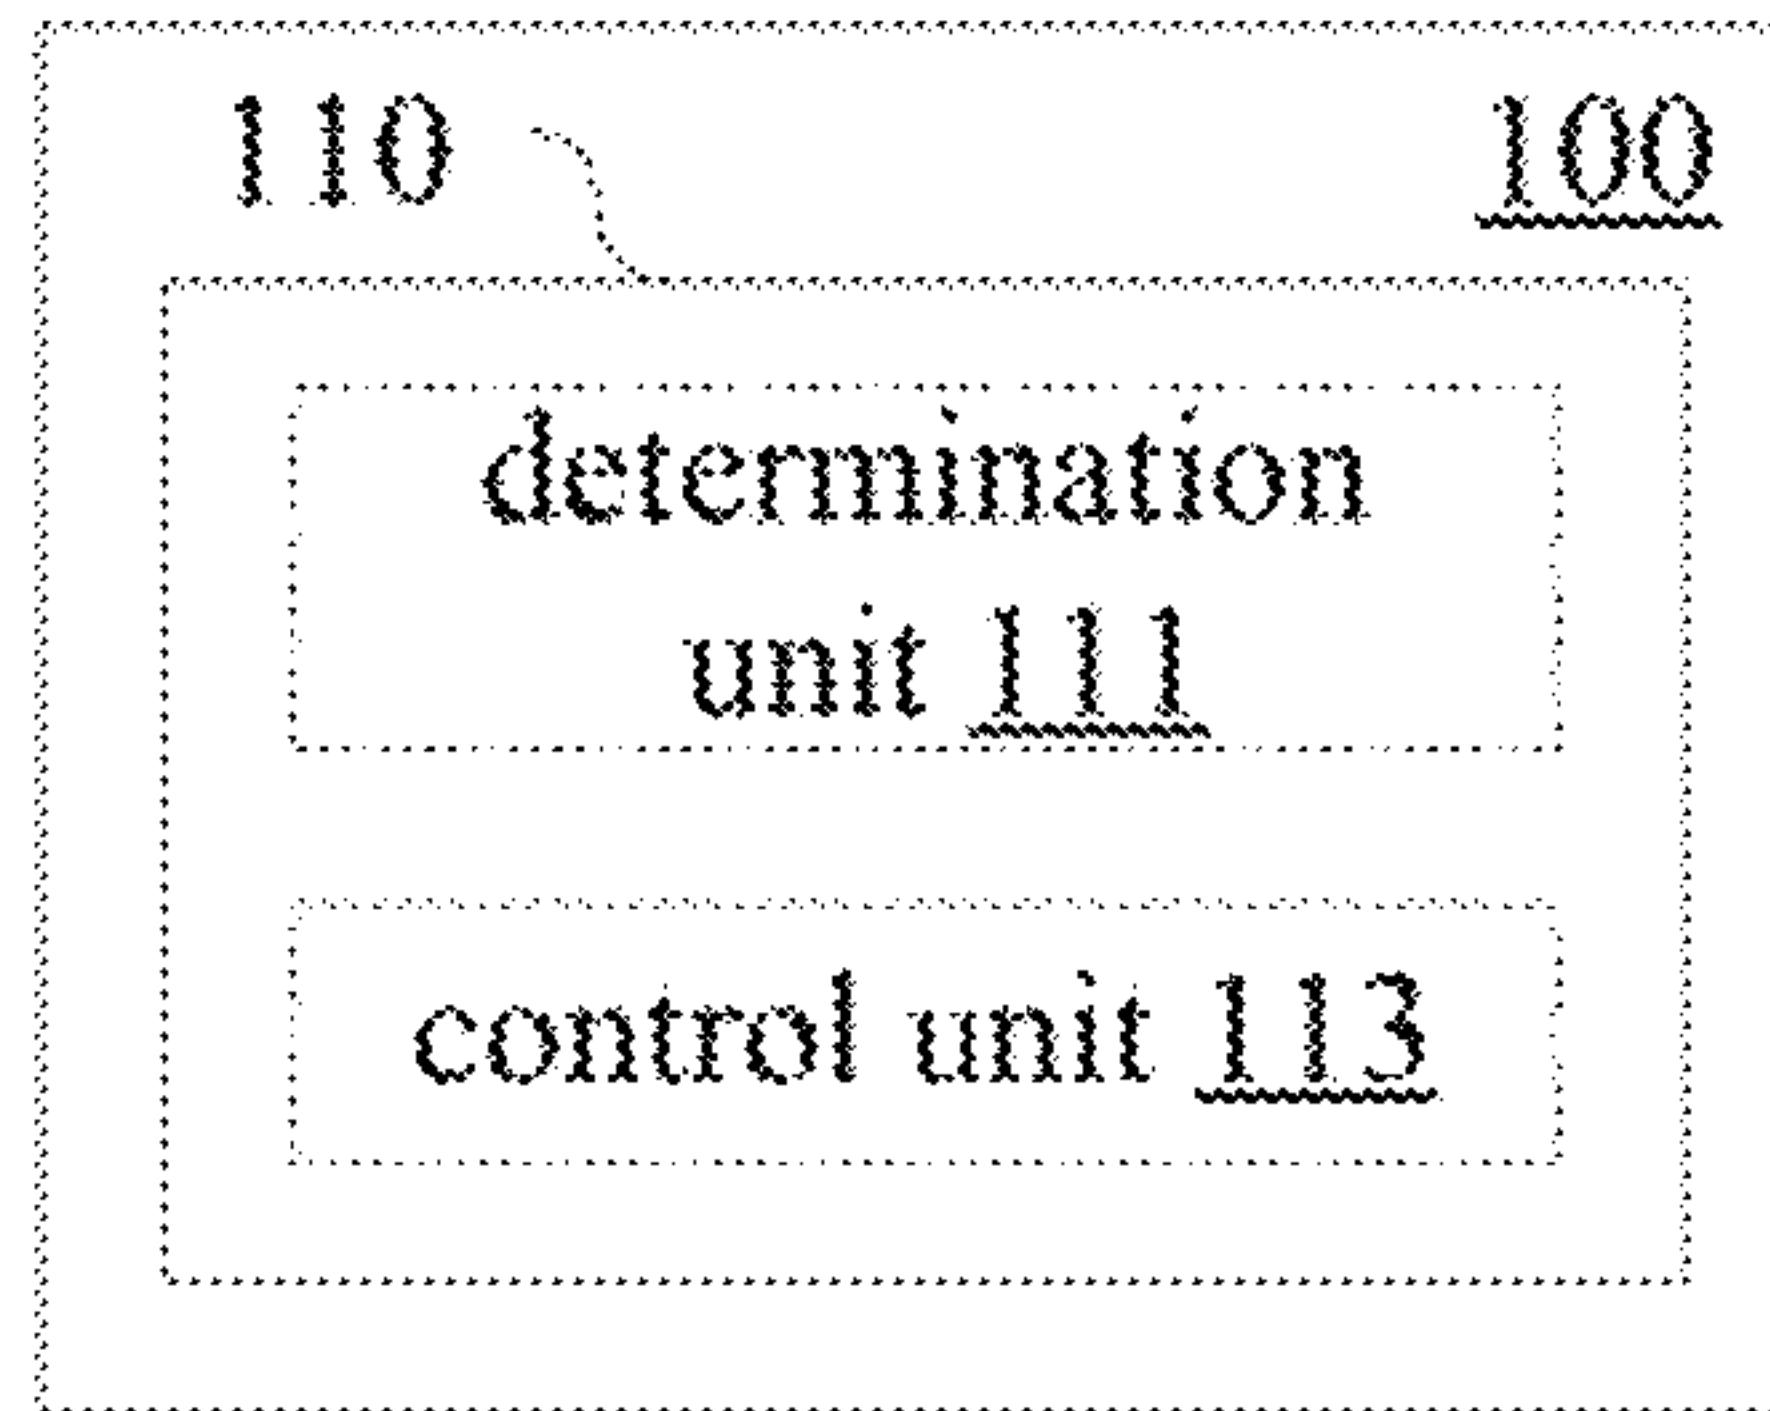 110
100
determination
unit 111
control unit 113